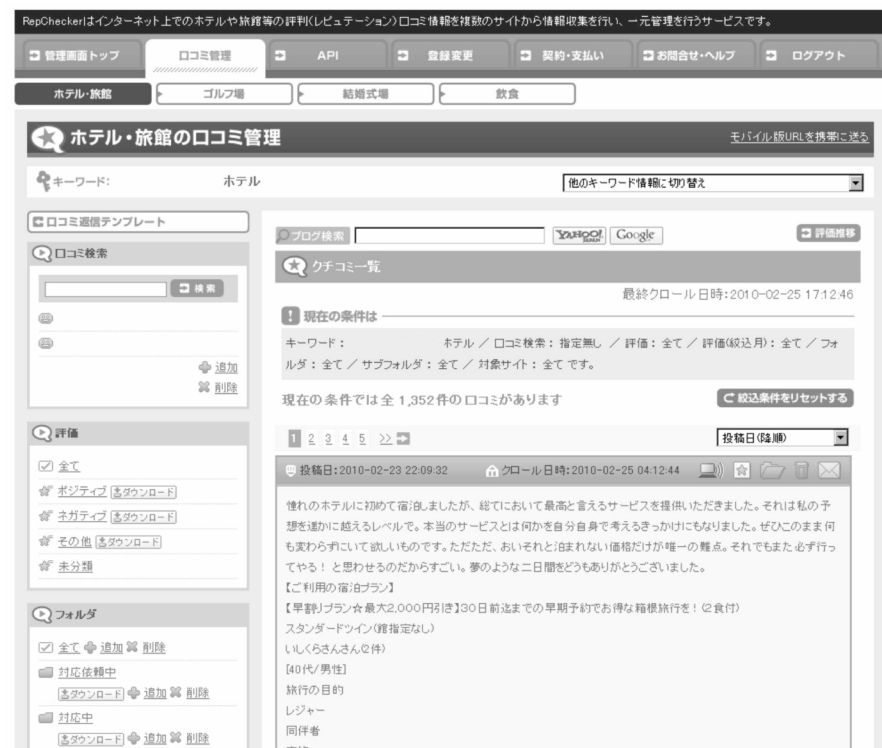 RepCheckerはインターネット上でのホテルや旅館等の評判(レピュテーション)口コミ情報を複数のサイトから情報収集を行い、一元管理を行うサービスです。
管理画面トップ 口コミ管理 API 登録変更 契約・支払い お問合せ・ヘルプ ログアウト
ホテル・旅館 ゴルフ場 結婚式場 飲食
ホテル・旅館の口コミ管理 モバイル版URLを携帯に送る
キーワード: ホテル 他のキーワード情報に切り替え
口コミ返信テンプレート
口コミ検索
検索
追加
削除
評価
全て
ポジティブ ダウンロード
ネガティブ ダウンロード
その他 ダウンロード
未分類
フォルダ
全て 追加 削除
対応依頼中
ダウンロード 追加 削除
対応中
ダウンロード 追加 削除
ブログ検索 YAHOO! JAPAN Google 評価推移
クチコミ一覧
最終クロール日時:2010-02-25 17:12:46
現在の条件は
キーワード: ホテル / 口コミ検索: 指定無し / 評価: 全て / 評価(絞込月): 全て / フォ
ルダ: 全て / サブフォルダ: 全て / 対象サイト: 全て です。
現在の条件では全 1,352件の口コミがあります 絞込条件をリセットする
1 2 3 4 5 >> 投稿日(降順)
投稿日:2010-02-23 22:09:32 クロール日時:2010-02-25 04:12:44
憧れのホテルに初めて宿泊しましたが、総てにおいて最高と言えるサービスを提供いただきました。それは私の予
想を遥かに越えるレベルで。本当のサービスとは何かを自分自身で考えるきっかけにもなりました。ぜひこのまま何
も変わらずにいて欲しいものです。ただただ、おいそれと泊まれない価格だけが唯一の難点。それでもまた必ず行っ
てやる! と思わせるのだからすごい。夢のような二日間をどうもありがとうございました。
【ご利用の宿泊プラン】
【早割りプラン☆最大2,000円引き】30日前迄までの早期予約でお得な箱根旅行を!(2食付)
スタンダードツイン(館指定なし)
いしくらさんさん(2件)
[40代/男性]
旅行の目的
レジャー
同伴者